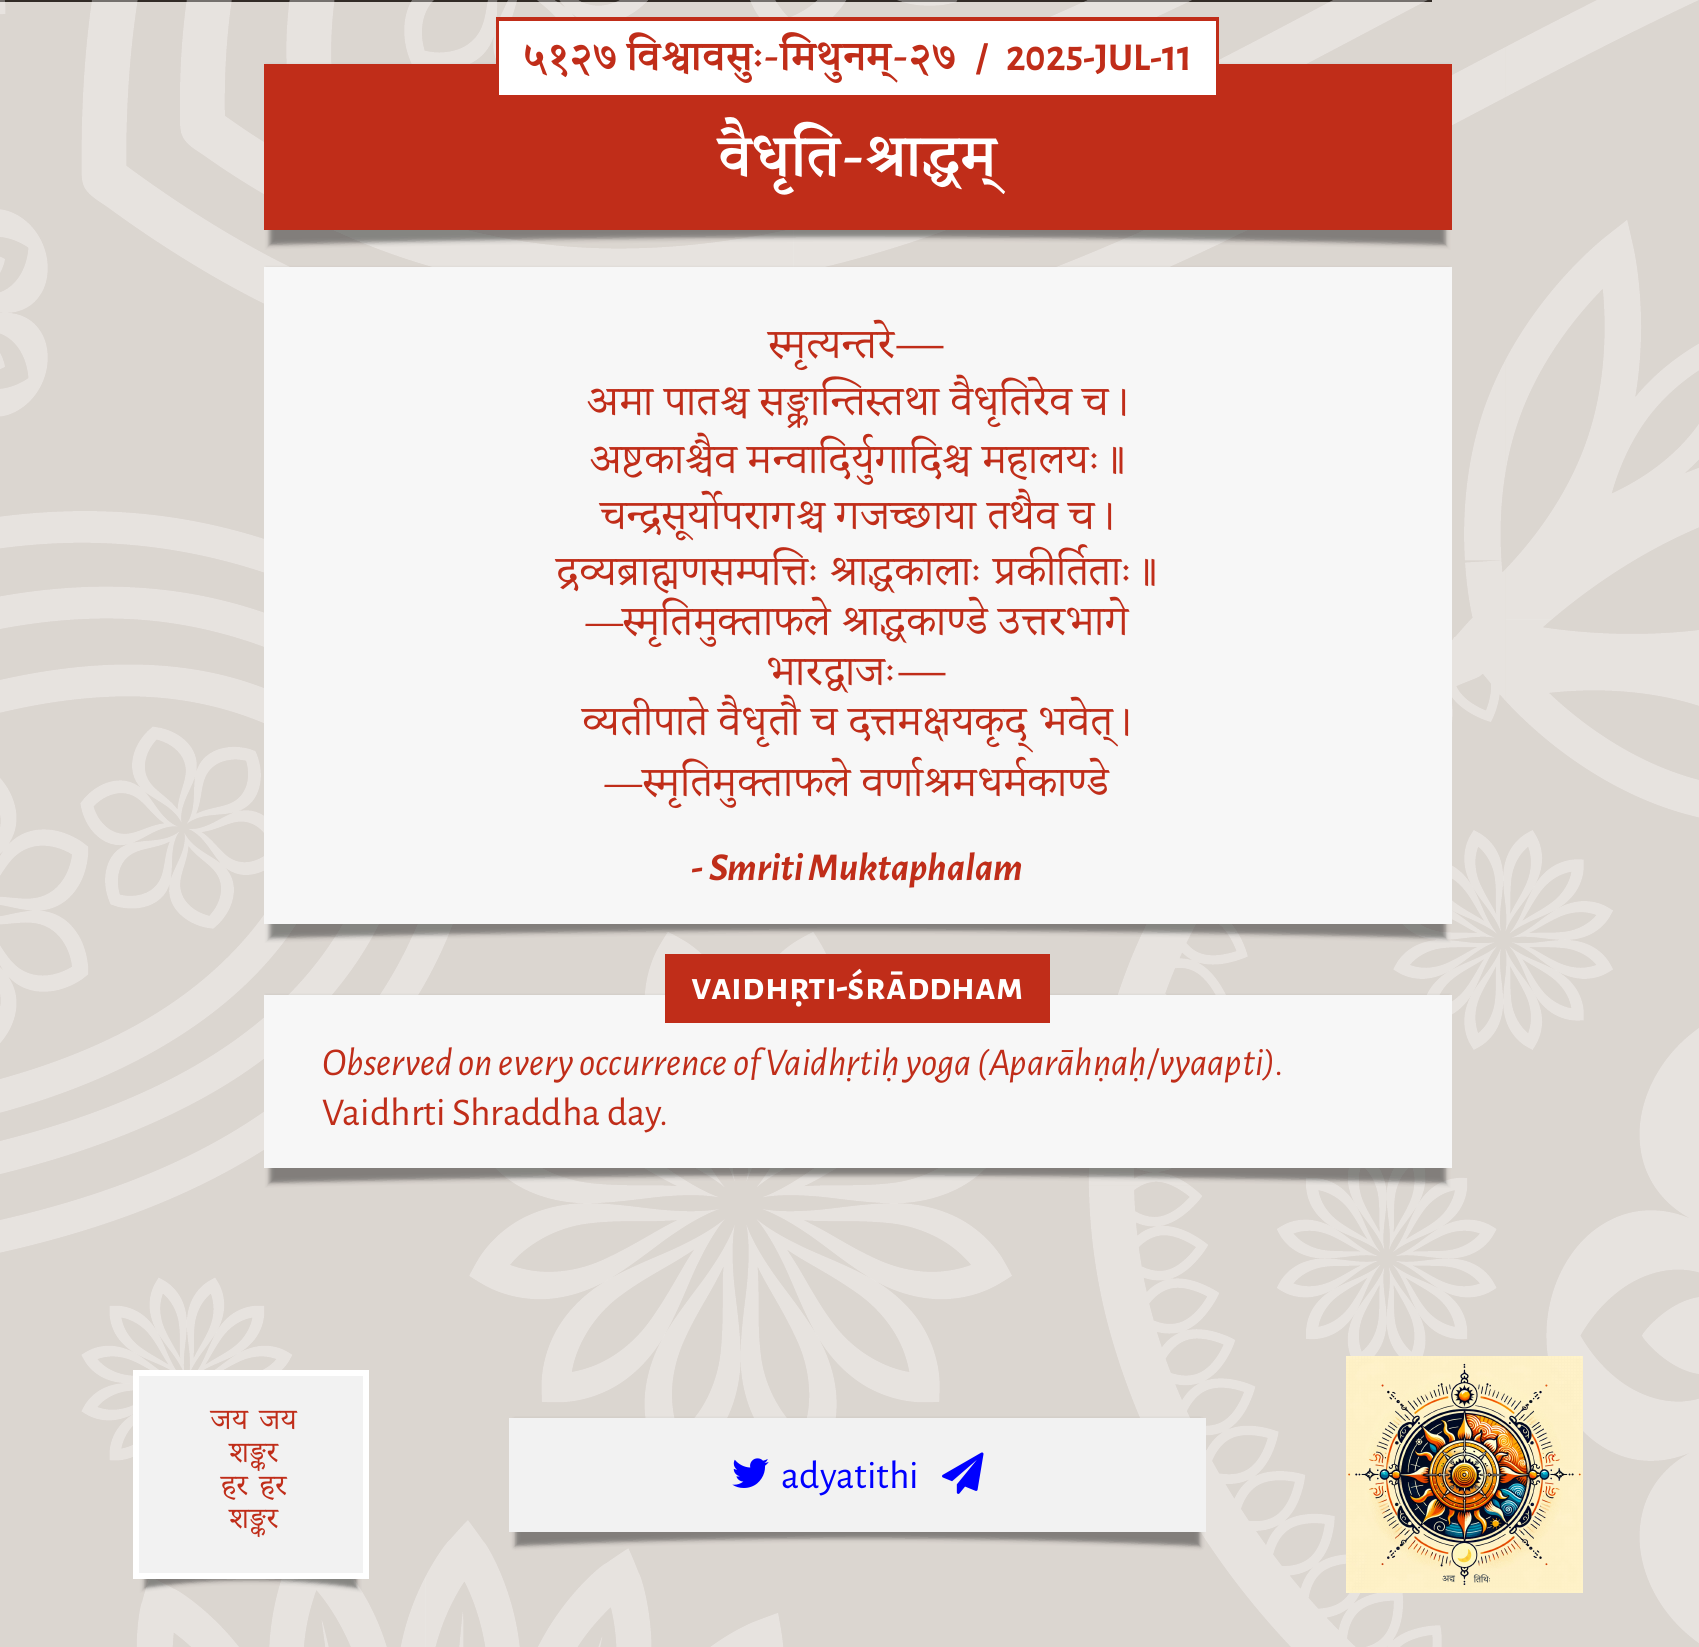 ५१२७ विश्वावसुः-मिथुनम्-२७ / 2025-JUL-11
वैधृति-श्राद्धम्
स्मृत्यन्तरे—
अमा पातश्च सङ्क्रान्तिस्तथा वैधृतिरेव च।
अष्टकाश्चैव मन्वादिर्युगादिश्च महालयः॥
चन्द्रसूर्योपरागश्च गजच्छाया तथैव च।
द्रव्यब्राह्मणसम्पत्तिः श्राद्धकालाः प्रकीर्तिताः॥
—स्मृतिमुक्ताफले श्राद्धकाण्डे उत्तरभागे
भारद्वाजः—
व्यतीपाते वैधृतौ च दत्तमक्षयकृद् भवेत्।
—स्मृतिमुक्ताफले वर्णाश्रमधर्मकाण्डे
- Smriti Muktaphalam
VAIDHṚTI-ŚRĀDDHAM
Observed on every occurrence of Vaidhṛtiḥ yoga (Aparāhṇaḥ/vyaapti).
Vaidhrti Shraddha day.
जय जय
शङ्कर
हर हर
शङ्कर
adyatithi
अद्य तिथिः